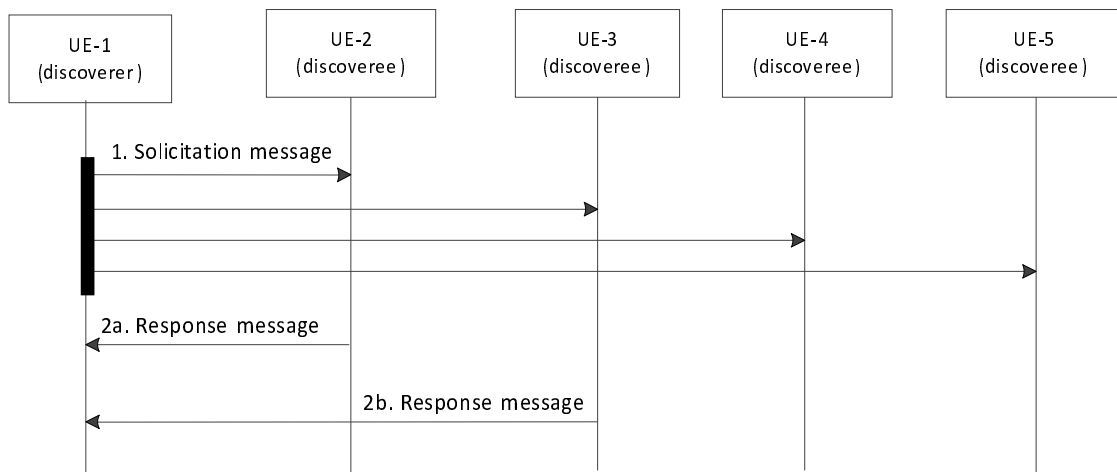 UE-1
(discoverer)
UE-2
(discoveree)
UE-3
(discoveree)
UE-4
(discoveree)
UE-5
(discoveree)
1. Solicitation message
2a. Response message
2b. Response message